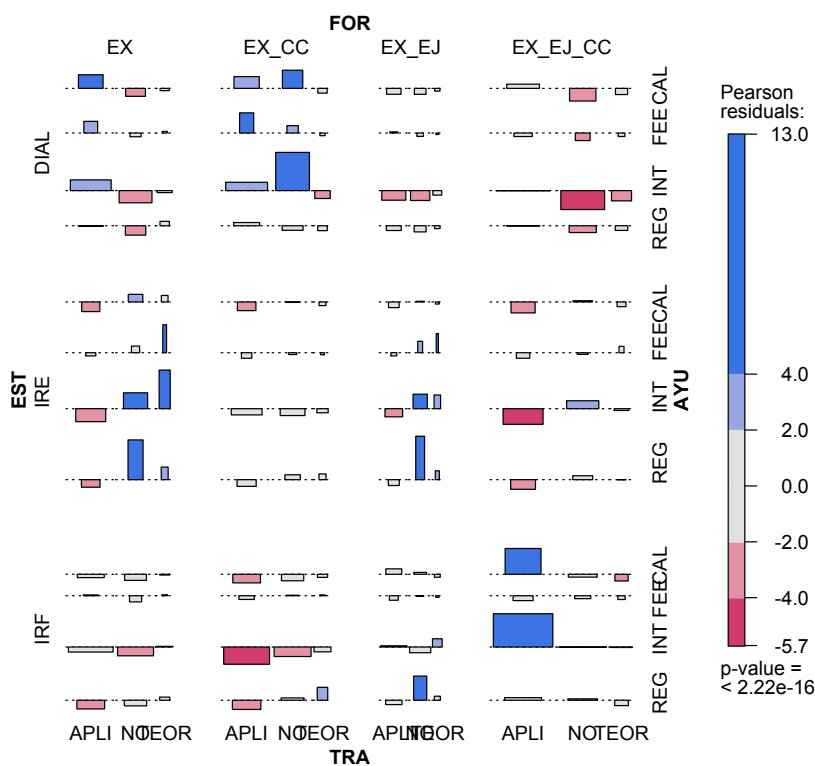 FOR
EX EX_CC EX_EJ EX_EJ_CC
EST
DIAL
IRE
IRF
CAL
FEE
INT
REG
CAL
FEE
INT
REG
CAL
FEE
INT
REG
AYU
APLI NO TEOR APLI NO TEOR APLI NO TEOR APLI NO TEOR
TRA
Pearson
residuals:
13.0
4.0
2.0
0.0
-2.0
-4.0
-5.7
p-value =
< 2.22e-16